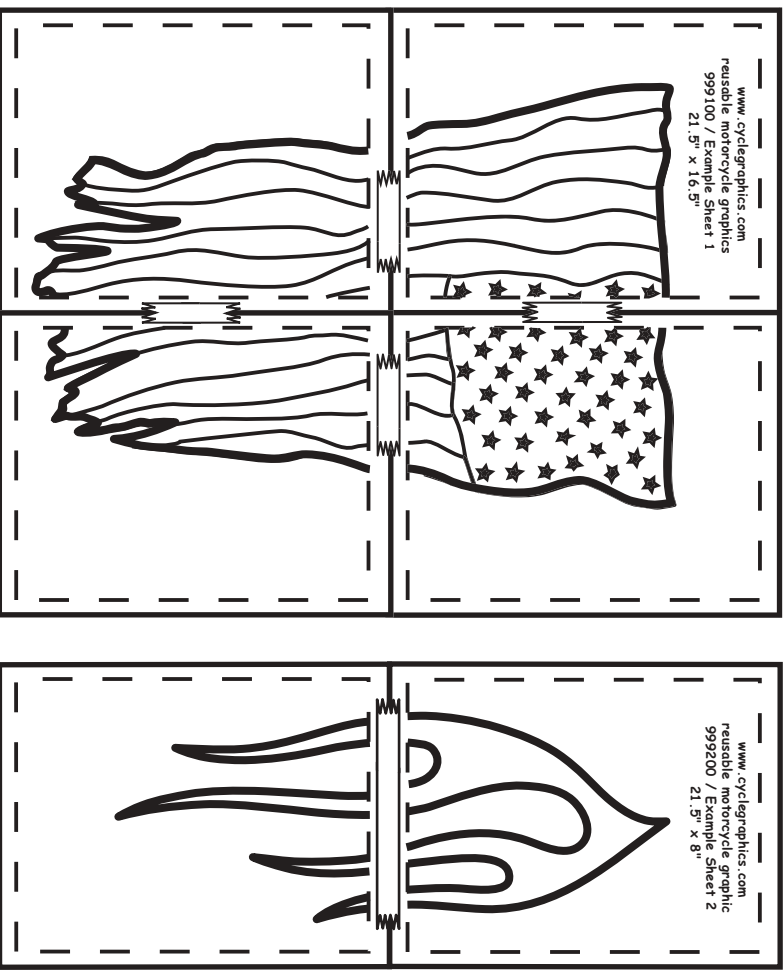 www.cyclegraphics.com
reusable motorcycle graphics
999100 / Example Sheet 1
21.5" x 16.5"
www.cyclegraphics.com
reusable motorcycle graphic
999200 / Example Sheet 2
21.5" x 8"